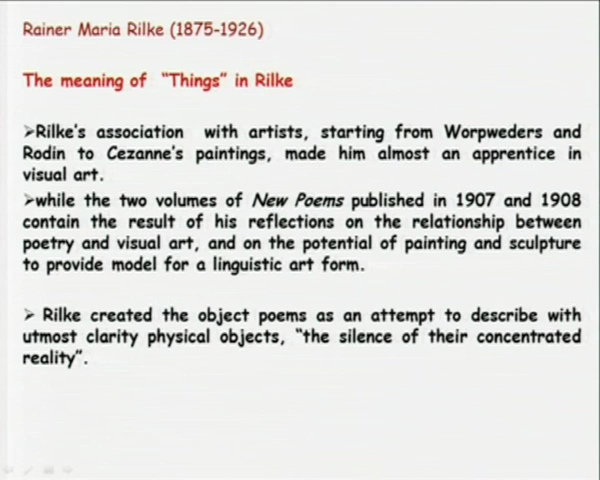 Rainer Maria Rilke (1875-1926)
The meaning of "Things" in Rilke
➢Rilke's association with artists, starting from Worpweders and
Rodin to Cezanne's paintings, made him almost an apprentice in
visual art.
➢while the two volumes of New Poems published in 1907 and 1908
contain the result of his reflections on the relationship between
poetry and visual art, and on the potential of painting and sculpture
to provide model for a linguistic art form.
➢ Rilke created the object poems as an attempt to describe with
utmost clarity physical objects, "the silence of their concentrated
reality".